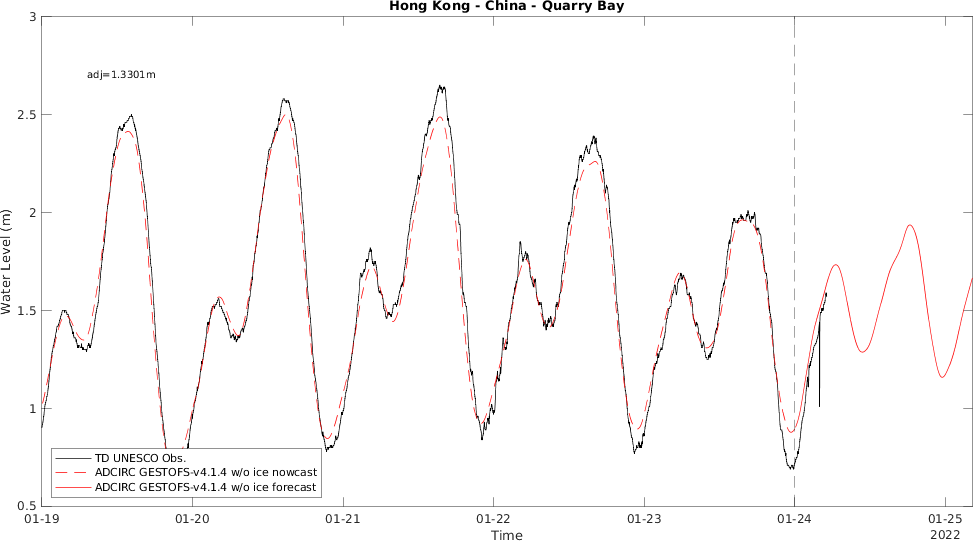 Hong Kong - China - Quarry Bay
3
adj=1.3301m
2.5
2
Water Level (m)
1.5
1
TD UNESCO Obs.
ADCIRC GESTOFS-v4.1.4 w/o ice nowcast
ADCIRC GESTOFS-v4.1.4 w/o ice forecast
0.5
01-19 01-20 01-21 01-22 01-23 01-24 01-25
Time 2022